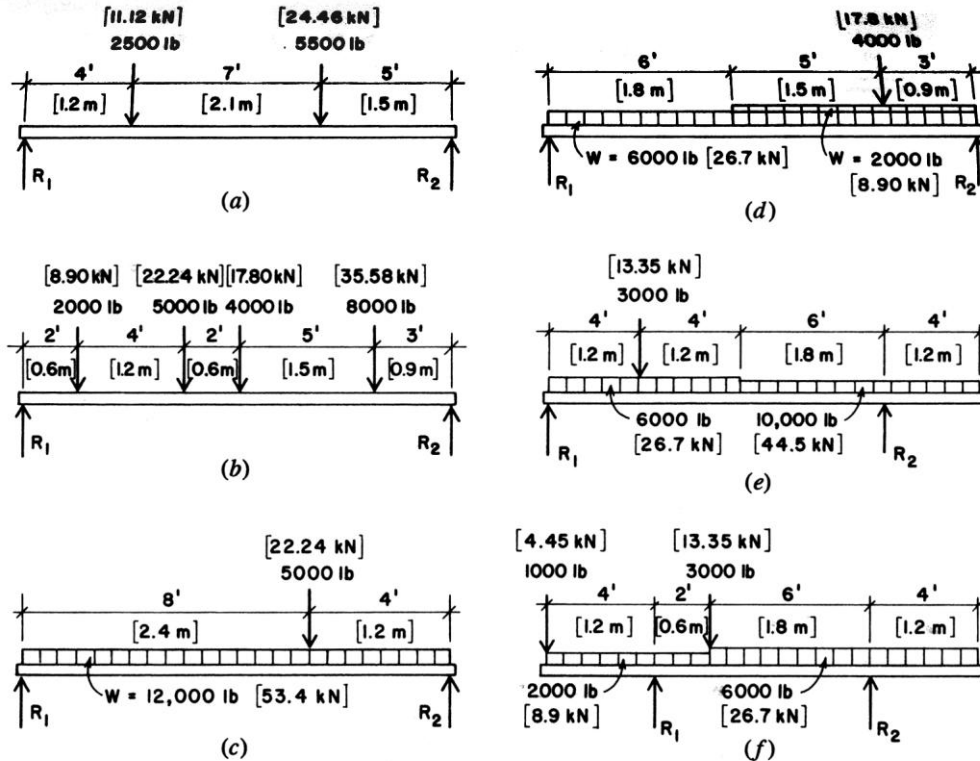 [11.12 kN]
2500 lb
[24.46 kN]
5500 lb
4' 7' 5'
[1.2 m] [2.1 m] [1.5 m]
R1 R2
(a)
[8.90 kN] [22.24 kN] [17.80 kN] [35.58 kN]
2000 lb 5000 lb 4000 lb 8000 lb
2' 4' 2' 5' 3'
[0.6m] [1.2 m] [0.6m] [1.5 m] [0.9m]
R1 R2
(b)
[22.24 kN]
5000 lb
8' 4'
[2.4 m] [1.2 m]
W = 12,000 lb [53.4 kN]
R1 R2
(c)
[17.8 kN]
4000 lb
6' 5' 3'
[1.8 m] [1.5 m] [0.9 m]
W = 6000 lb [26.7 kN] W = 2000 lb
[8.90 kN]
R1 R2
(d)
[13.35 kN]
3000 lb
4' 4' 6' 4'
[1.2 m] [1.2 m] [1.8 m] [1.2 m]
6000 lb 10,000 lb
[26.7 kN] [44.5 kN]
R1 R2
(e)
[4.45 kN] [13.35 kN]
1000 lb 3000 lb
4' 2' 6' 4'
[1.2 m] [0.6 m] [1.8 m] [1.2 m]
2000 lb 6000 lb
[8.9 kN] [26.7 kN]
R1 R2
(f)